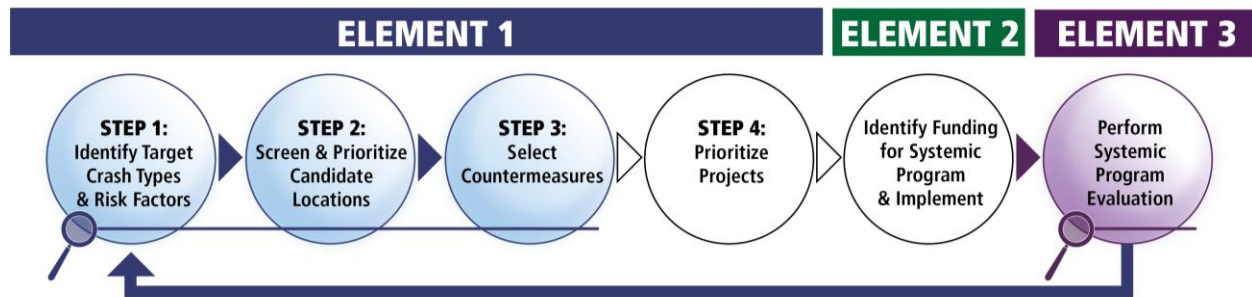 ELEMENT 1
ELEMENT 2
ELEMENT 3
STEP 1:
Identify Target
Crash Types
& Risk Factors
STEP 2:
Screen & Prioritize
Candidate
Locations
STEP 3:
Select
Countermeasures
STEP 4:
Prioritize
Projects
Identify Funding
for Systemic
Program
& Implement
Perform
Systemic
Program
Evaluation